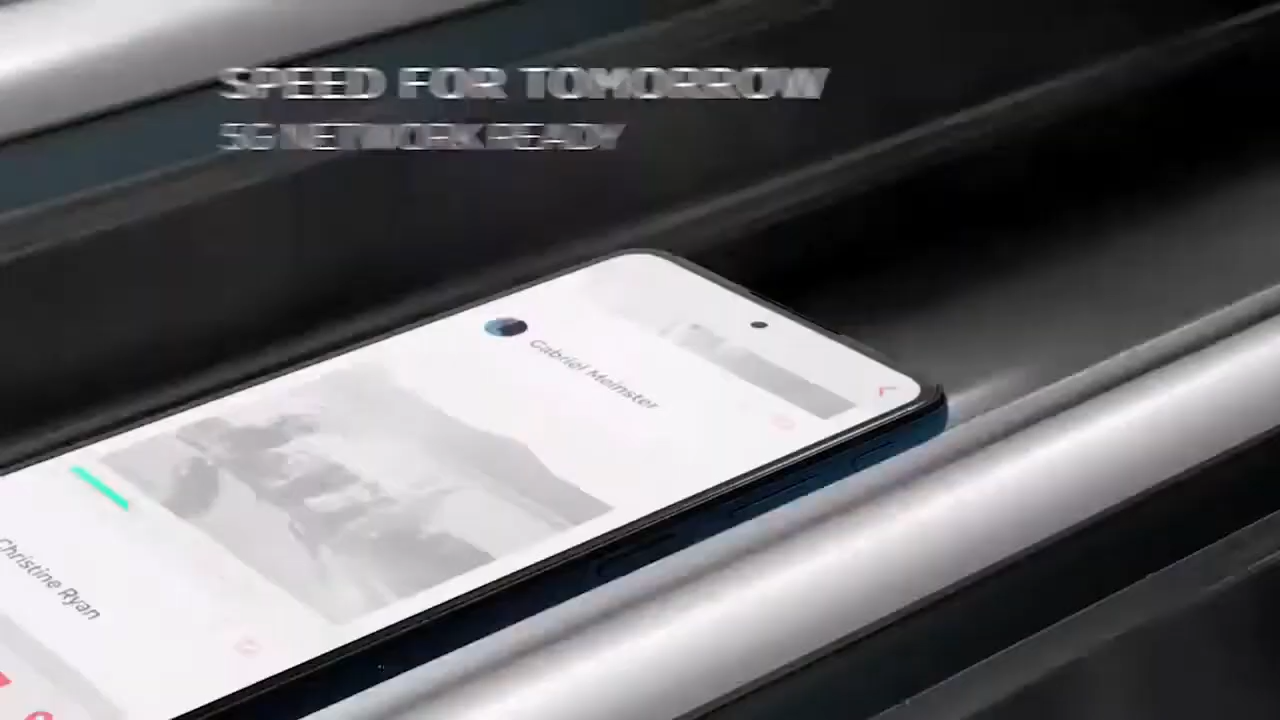 SPEED FOR TOMORROW
5G NETWORK READY
Gabriel Meinster
Christine Ryan